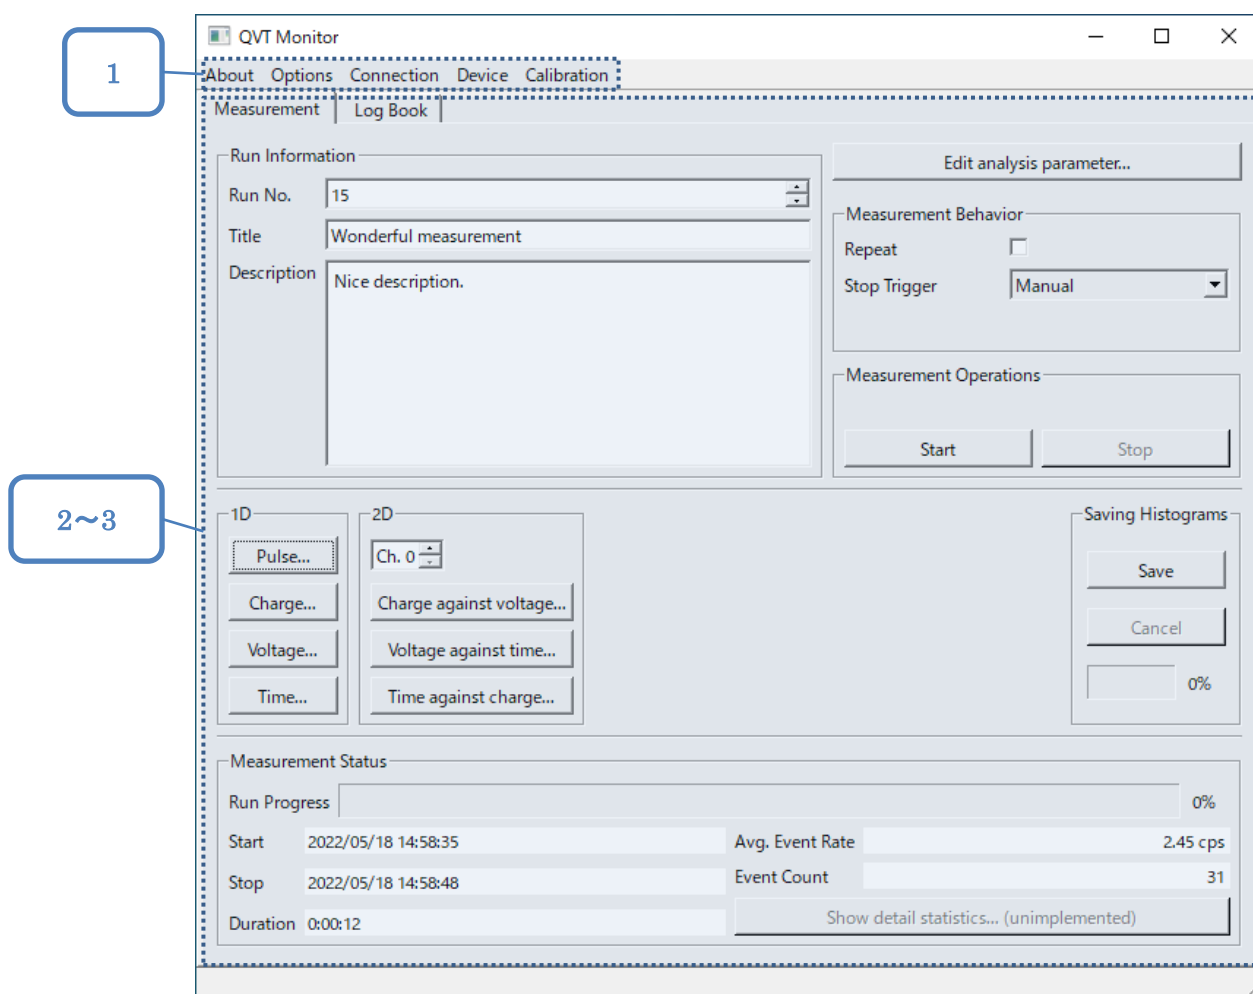 QVT Monitor
1
About Options Connection Device Calibration
Measurement Log Book
Run Information
Run No. 15
Title Wonderful measurement
Description Nice description.
Edit analysis parameter...
Measurement Behavior
Repeat
Stop Trigger Manual
Measurement Operations
Start Stop
2～3
1D
Pulse...
Charge...
Voltage...
Time...
2D
Ch. 0
Charge against voltage...
Voltage against time...
Time against charge...
Saving Histograms
Save
Cancel
0%
Measurement Status
Run Progress 0%
Start 2022/05/18 14:58:35
Stop 2022/05/18 14:58:48
Duration 0:00:12
Avg. Event Rate 2.45 cps
Event Count 31
Show detail statistics... (unimplemented)